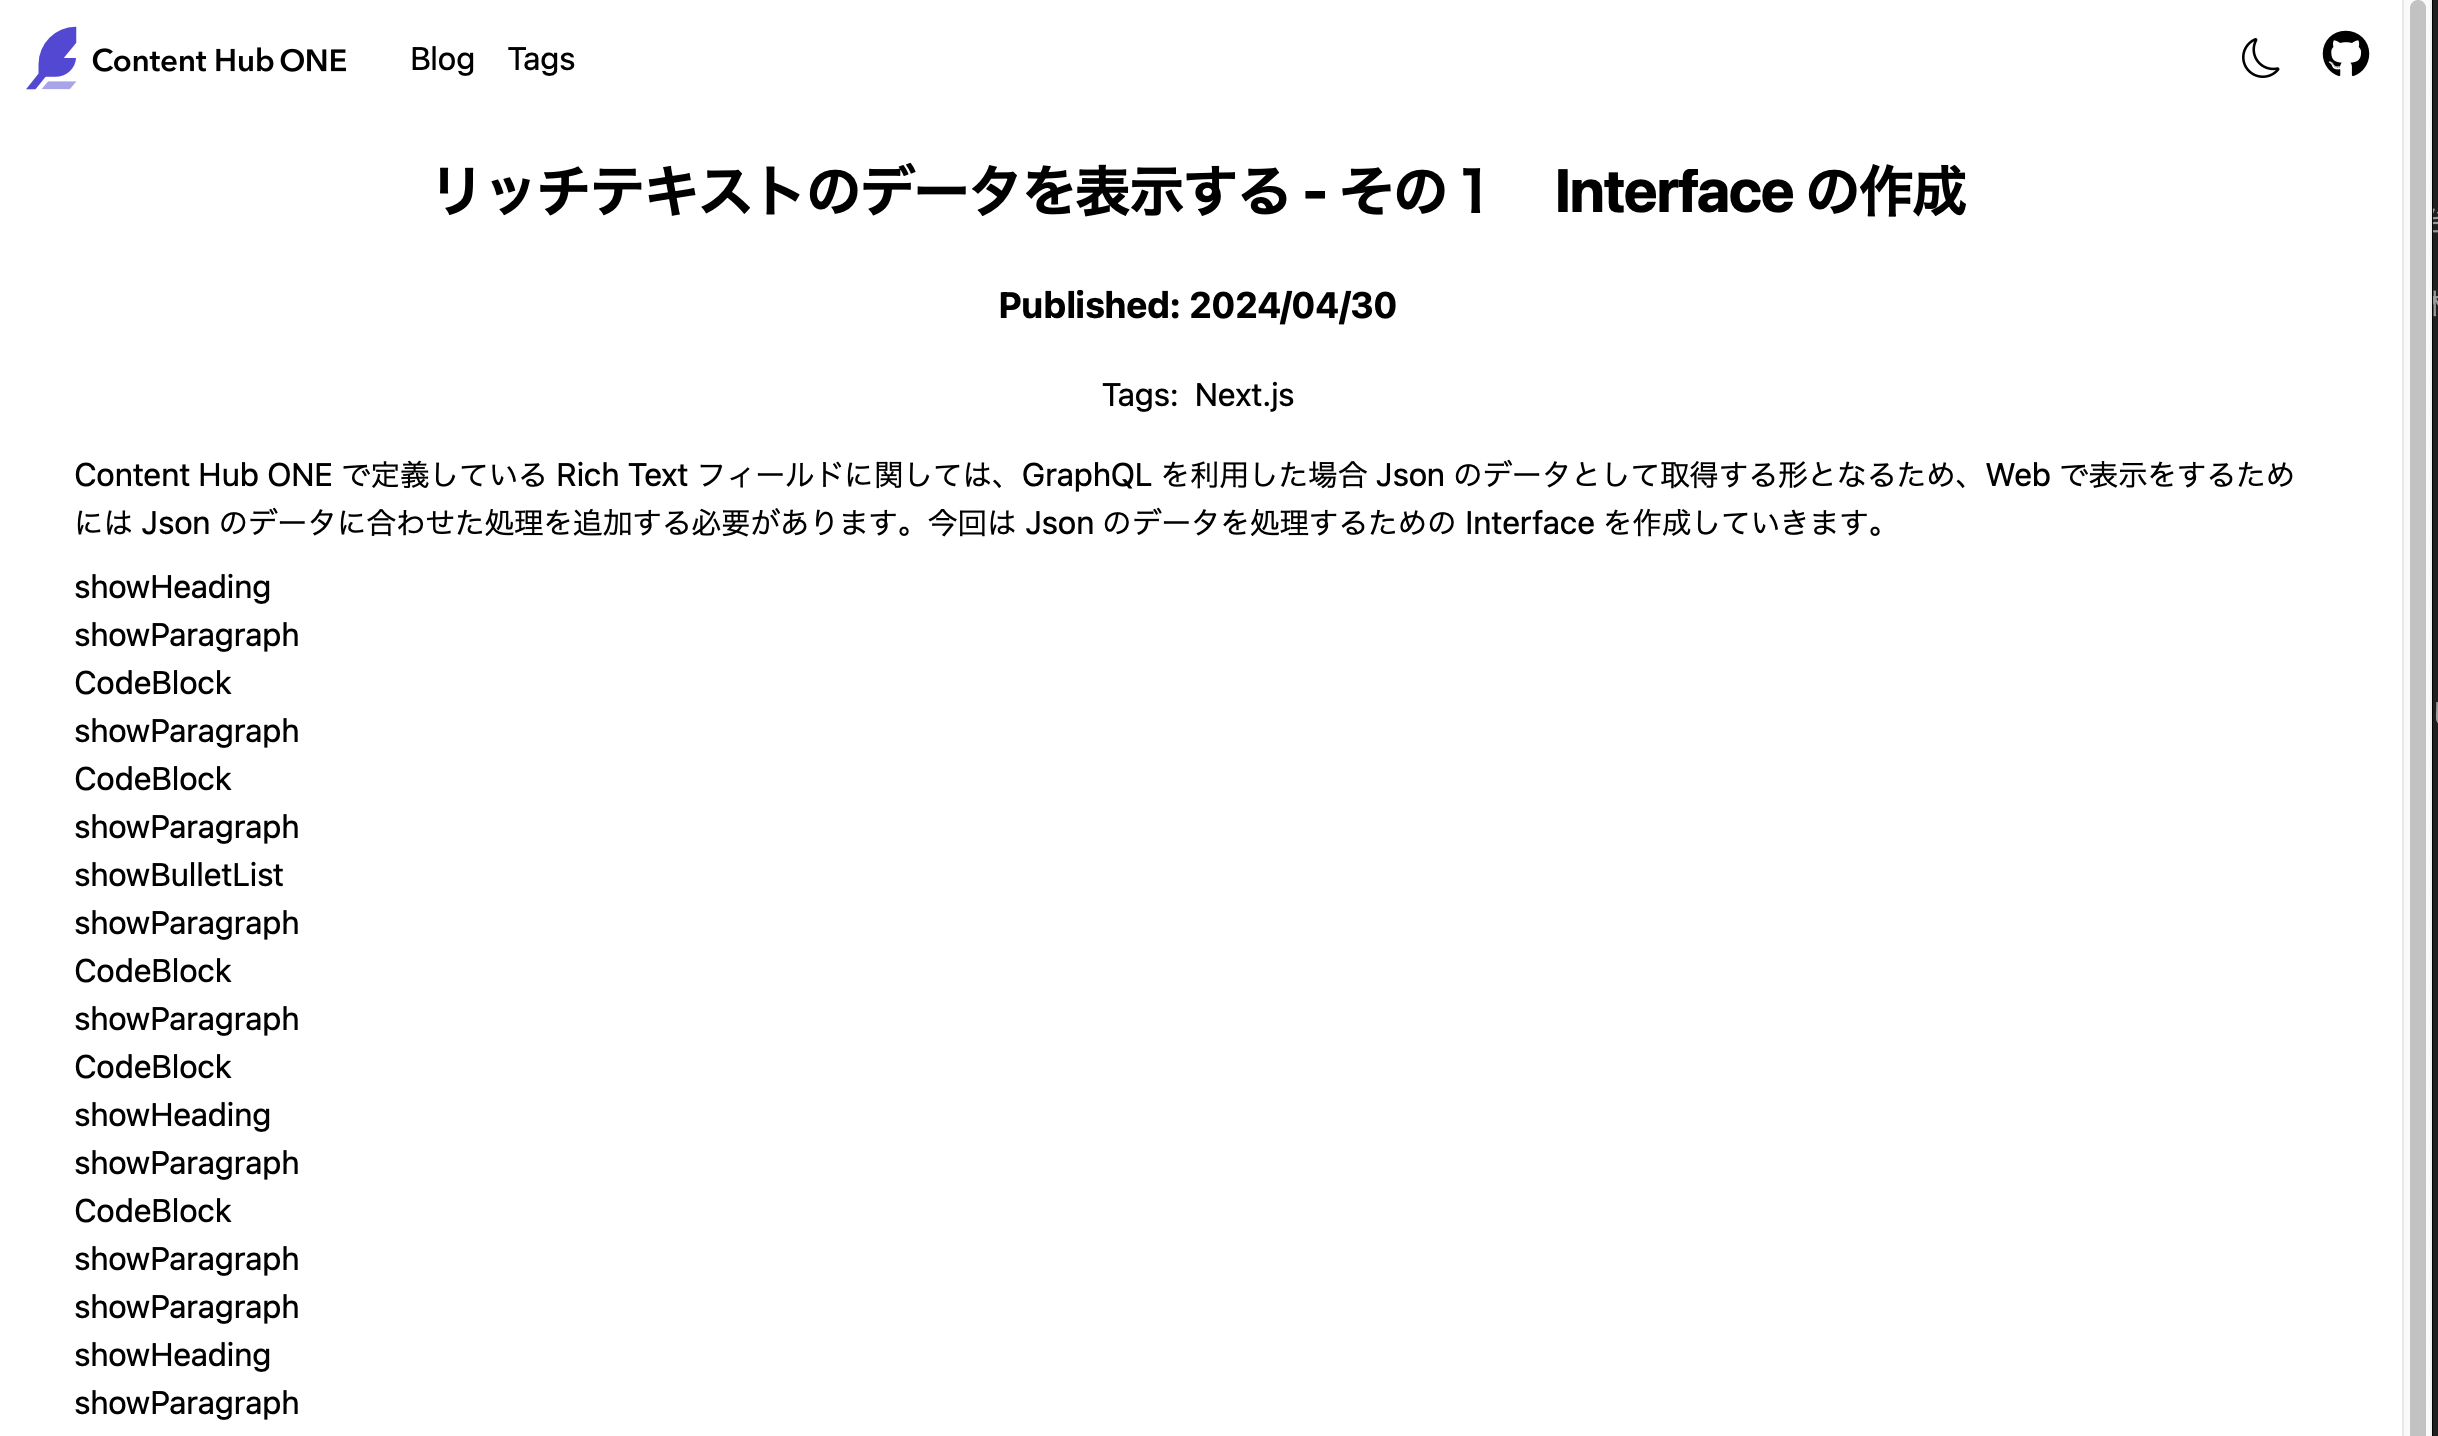 Content Hub ONE Blog Tags
リッチテキストのデータを表示する - その 1　Interface の作成
Published: 2024/04/30
Tags: Next.js
Content Hub ONE で定義している Rich Text フィールドに関しては、GraphQL を利用した場合 Json のデータとして取得する形となるため、Web で表示をするため
には Json のデータに合わせた処理を追加する必要があります。今回は Json のデータを処理するための Interface を作成していきます。
showHeading
showParagraph
CodeBlock
showParagraph
CodeBlock
showParagraph
showBulletList
showParagraph
CodeBlock
showParagraph
CodeBlock
showHeading
showParagraph
CodeBlock
showParagraph
showParagraph
showHeading
showParagraph